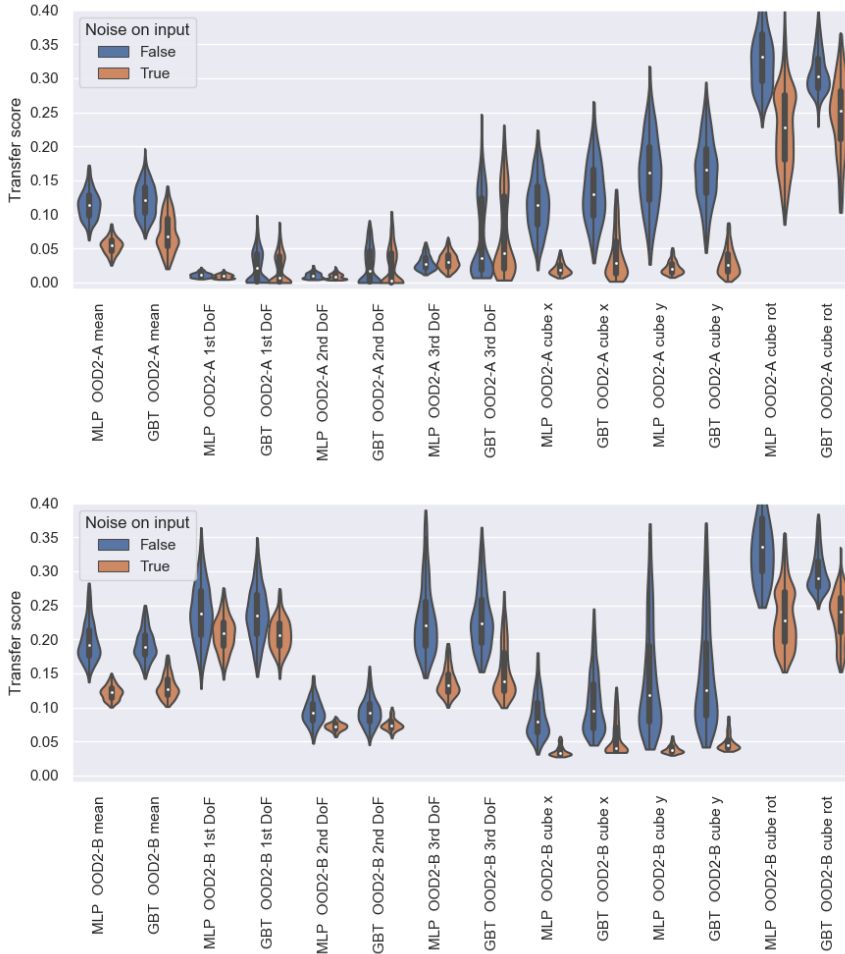 0.40
0.35
0.30
0.25
0.20
0.15
0.10
0.05
0.00
Transfer score
Noise on input
False
True
MLP OOD2-A mean
GBT OOD2-A mean
MLP OOD2-A 1st DoF
GBT OOD2-A 1st DoF
MLP OOD2-A 2nd DoF
GBT OOD2-A 2nd DoF
MLP OOD2-A 3rd DoF
GBT OOD2-A 3rd DoF
MLP OOD2-A cube x
GBT OOD2-A cube x
MLP OOD2-A cube y
GBT OOD2-A cube y
MLP OOD2-A cube rot
GBT OOD2-A cube rot
0.40
0.35
0.30
0.25
0.20
0.15
0.10
0.05
0.00
Transfer score
Noise on input
False
True
MLP OOD2-B mean
GBT OOD2-B mean
MLP OOD2-B 1st DoF
GBT OOD2-B 1st DoF
MLP OOD2-B 2nd DoF
GBT OOD2-B 2nd DoF
MLP OOD2-B 3rd DoF
GBT OOD2-B 3rd DoF
MLP OOD2-B cube x
GBT OOD2-B cube x
MLP OOD2-B cube y
GBT OOD2-B cube y
MLP OOD2-B cube rot
GBT OOD2-B cube rot